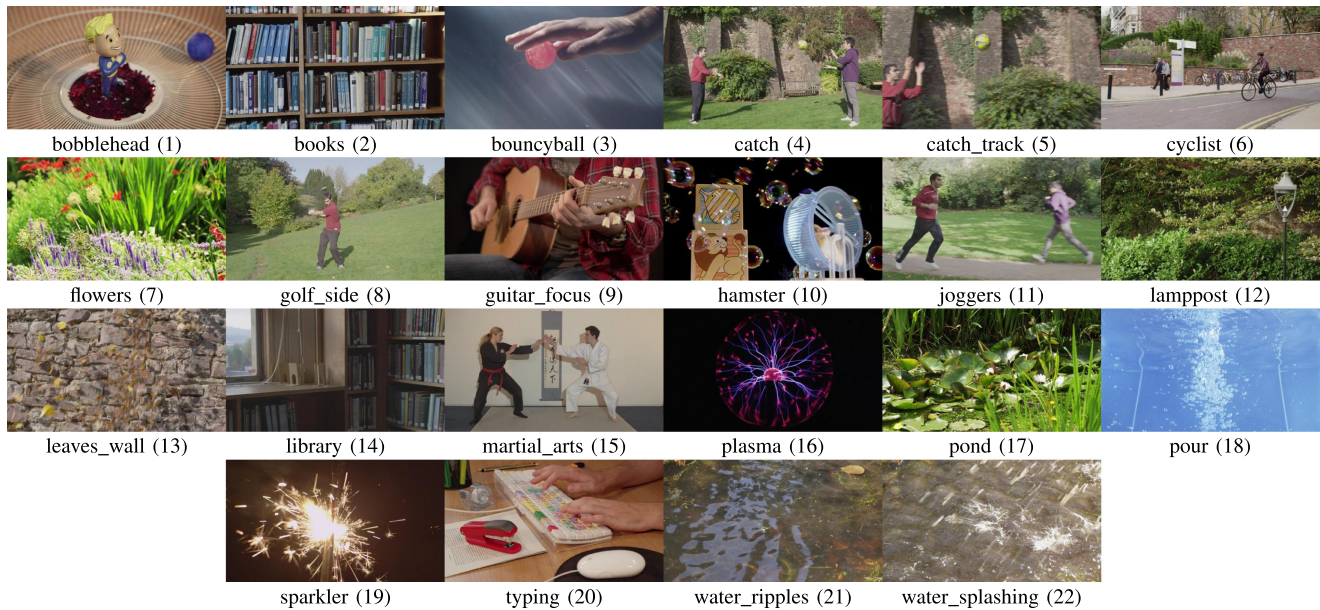 bobblehead (1)
books (2)
bouncyball (3)
catch (4)
catch_track (5)
cyclist (6)
flowers (7)
golf_side (8)
guitar_focus (9)
hamster (10)
joggers (11)
lamppost (12)
leaves_wall (13)
library (14)
martial_arts (15)
plasma (16)
pond (17)
pour (18)
sparkler (19)
typing (20)
water_ripples (21)
water_splashing (22)